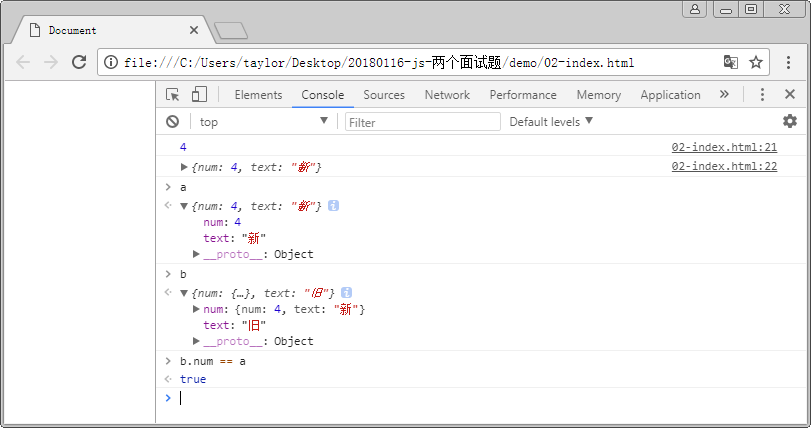 Document
file:///C:/Users/taylor/Desktop/20180116-js-两个面试题/demo/02-index.html
Elements Console Sources Network Performance Memory Application »
top Filter Default levels
4 02-index.html:21
{num: 4, text: "新"} 02-index.html:22
a
{num: 4, text: "新"}
num: 4
text: "新"
__proto__: Object
b
{num: {…}, text: "旧"}
num: {num: 4, text: "新"}
text: "旧"
__proto__: Object
b.num == a
true